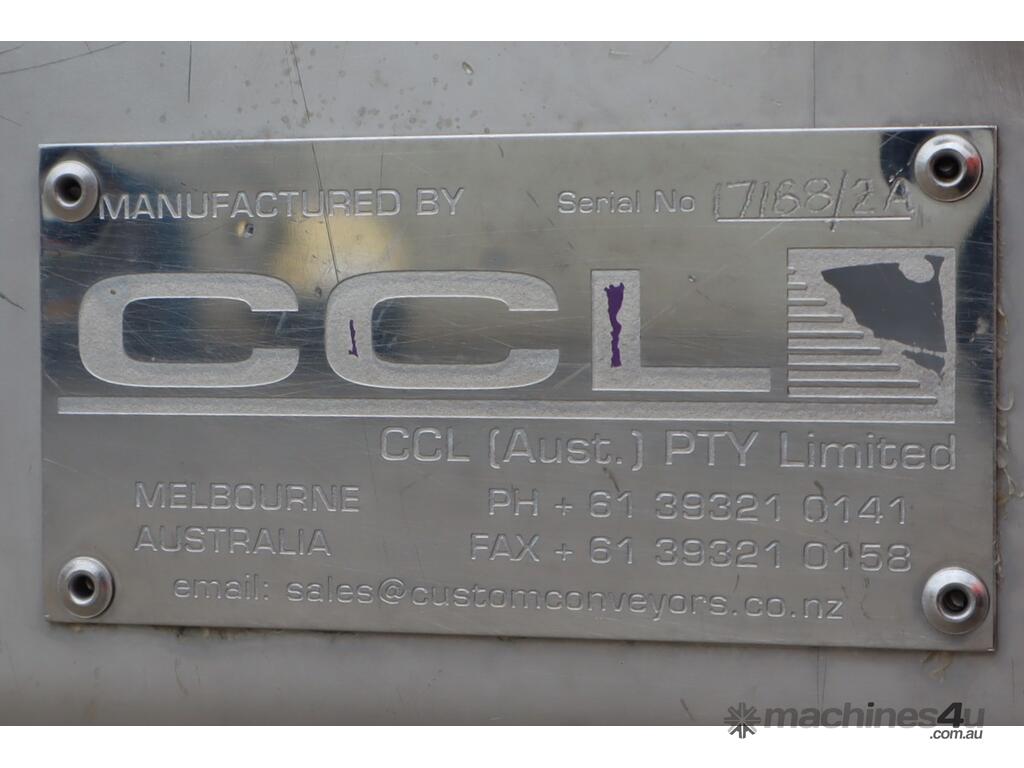 MANUFACTURED BY Serial No 17168/2A
CCL
CCL (Aust.) PTY Limited
MELBOURNE PH + 61 39321 0141
AUSTRALIA FAX + 61 39321 0158
email: sales@customconveyors.co.nz
machines4u
.com.au